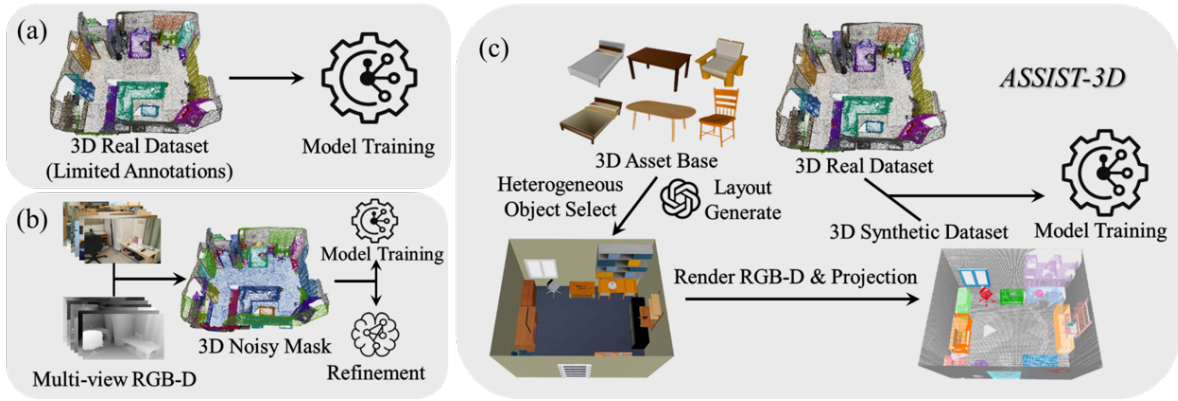 (a)
3D Real Dataset
(Limited Annotations)
Model Training
(b)
Multi-view RGB-D
3D Noisy Mask
Model Training
Refinement
(c)
ASSIST-3D
3D Asset Base
3D Real Dataset
Heterogeneous
Object Select
Layout
Generate
3D Synthetic Dataset
Model Training
Render RGB-D & Projection